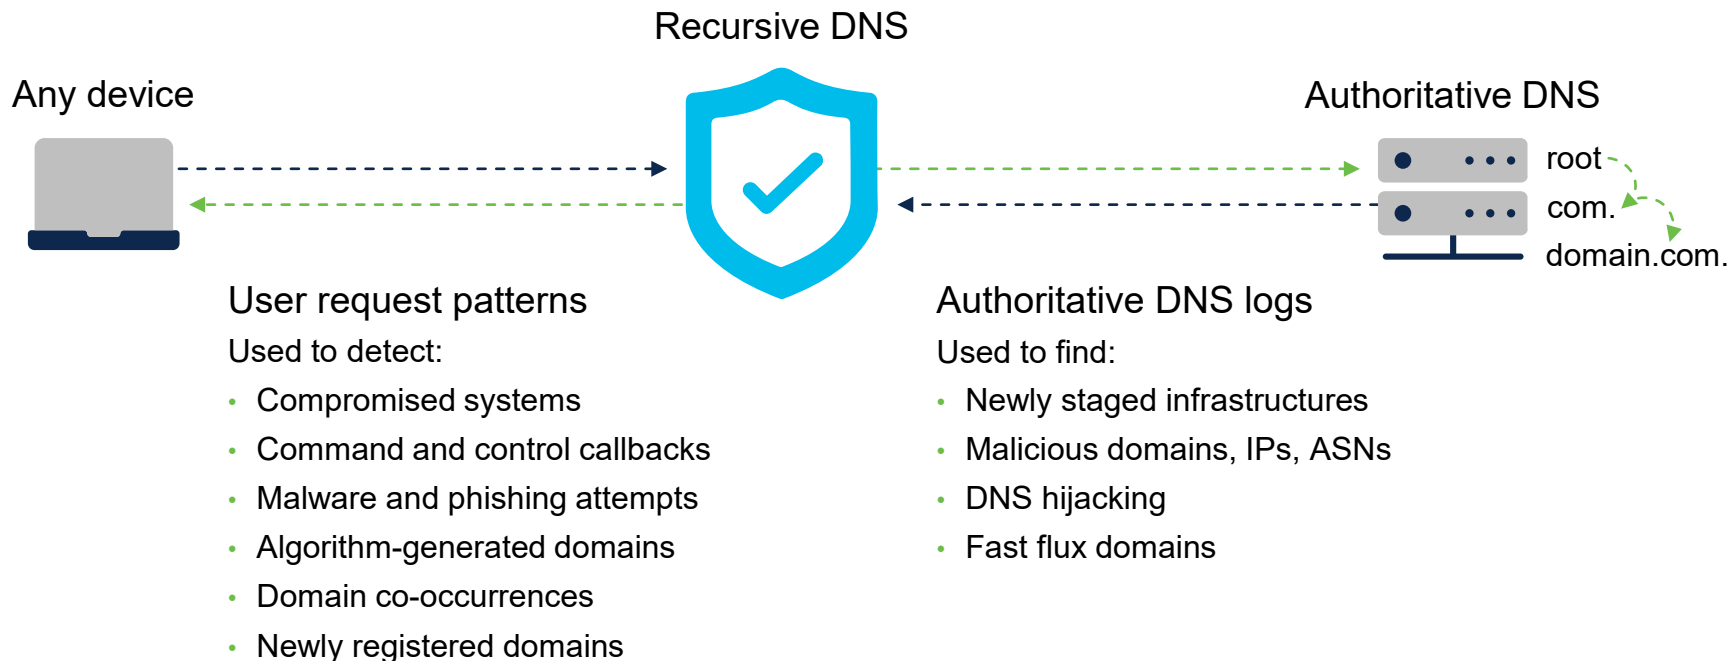 Recursive DNS
Any device
Authoritative DNS
root
com.
domain.com.
User request patterns
Used to detect:
• Compromised systems
• Command and control callbacks
• Malware and phishing attempts
• Algorithm-generated domains
• Domain co-occurrences
• Newly registered domains
Authoritative DNS logs
Used to find:
• Newly staged infrastructures
• Malicious domains, IPs, ASNs
• DNS hijacking
• Fast flux domains